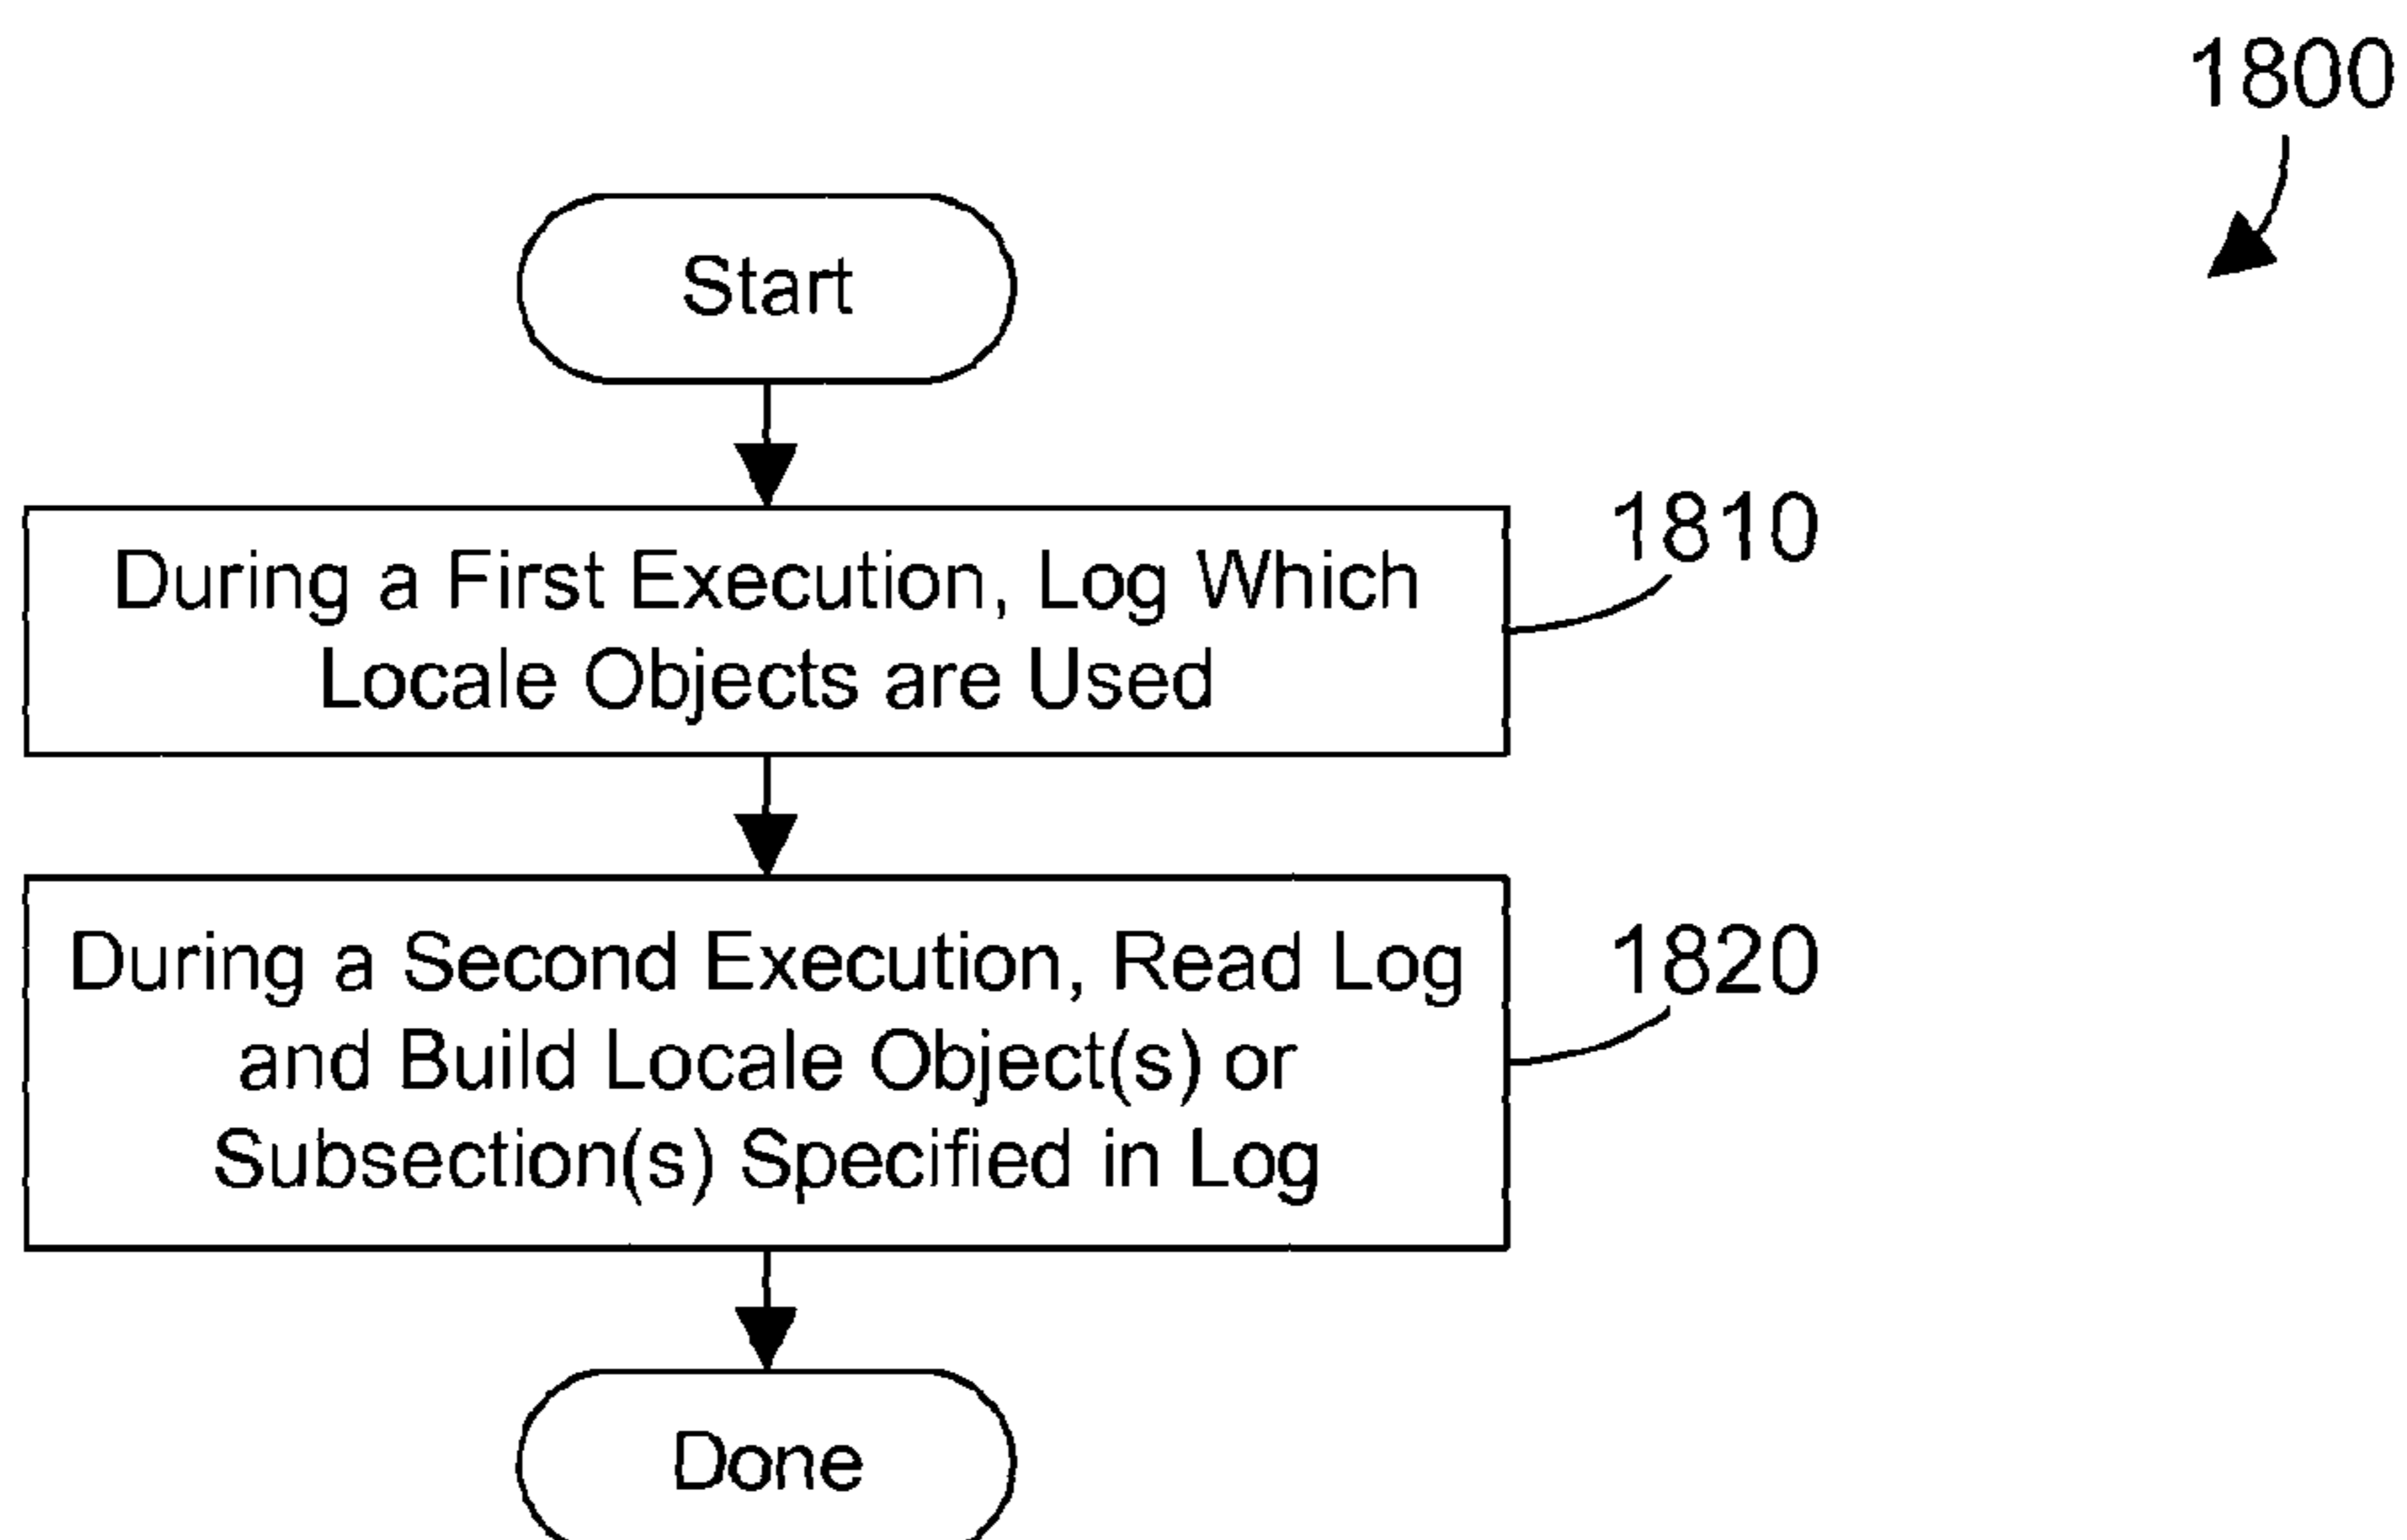 1800
Start
During a First Execution, Log Which
Locale Objects are Used
1810
During a Second Execution, Read Log
and Build Locale Object(s) or
Subsection(s) Specified in Log
1820
Done